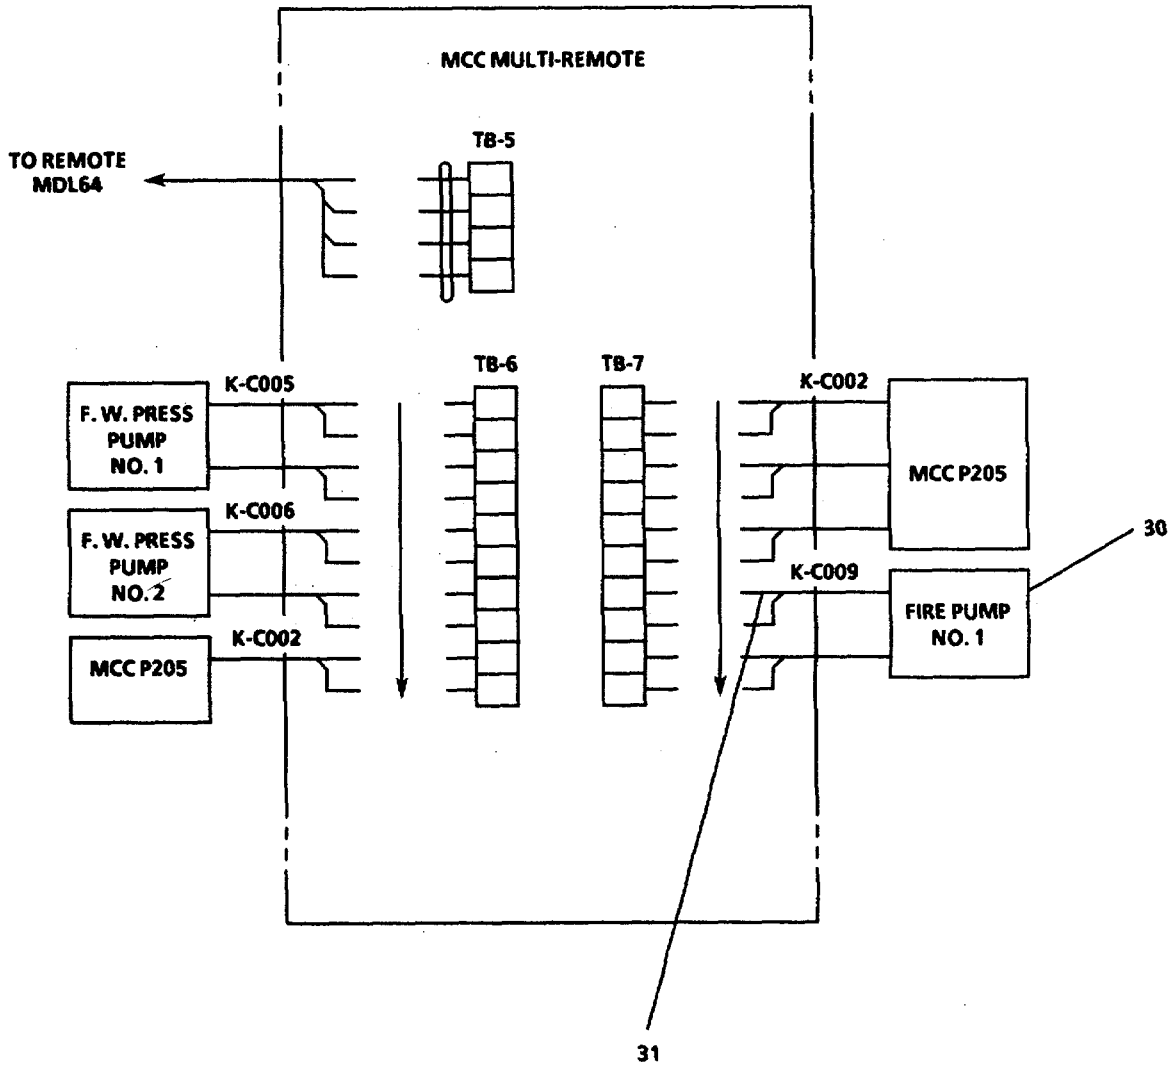 MCC MULTI-REMOTE
TB-5
TO REMOTE
MDL64
TB-6
TB-7
K-C005
K-C002
F. W. PRESS
PUMP
NO. 1
MCC P205
K-C006
F. W. PRESS
PUMP
NO. 2
30
K-C009
FIRE PUMP
NO. 1
K-C002
MCC P205
31